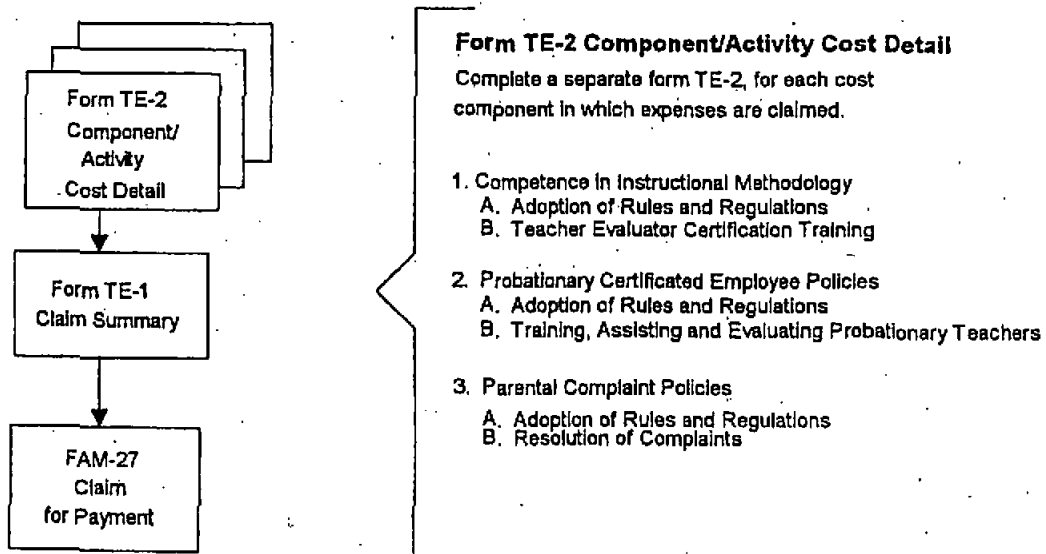 Form TE-2
Component/
Activity
Cost Detail
Form TE-1
Claim Summary
FAM-27
Claim
for Payment
Form TE-2 Component/Activity Cost Detail
Complete a separate form TE-2, for each cost
component in which expenses are claimed.
1. Competence in Instructional Methodology
A. Adoption of Rules and Regulations
B. Teacher Evaluator Certification Training
2. Probationary Certificated Employee Policies
A. Adoption of Rules and Regulations
B. Training, Assisting and Evaluating Probationary Teachers
3. Parental Complaint Policies
A. Adoption of Rules and Regulations
B. Resolution of Complaints